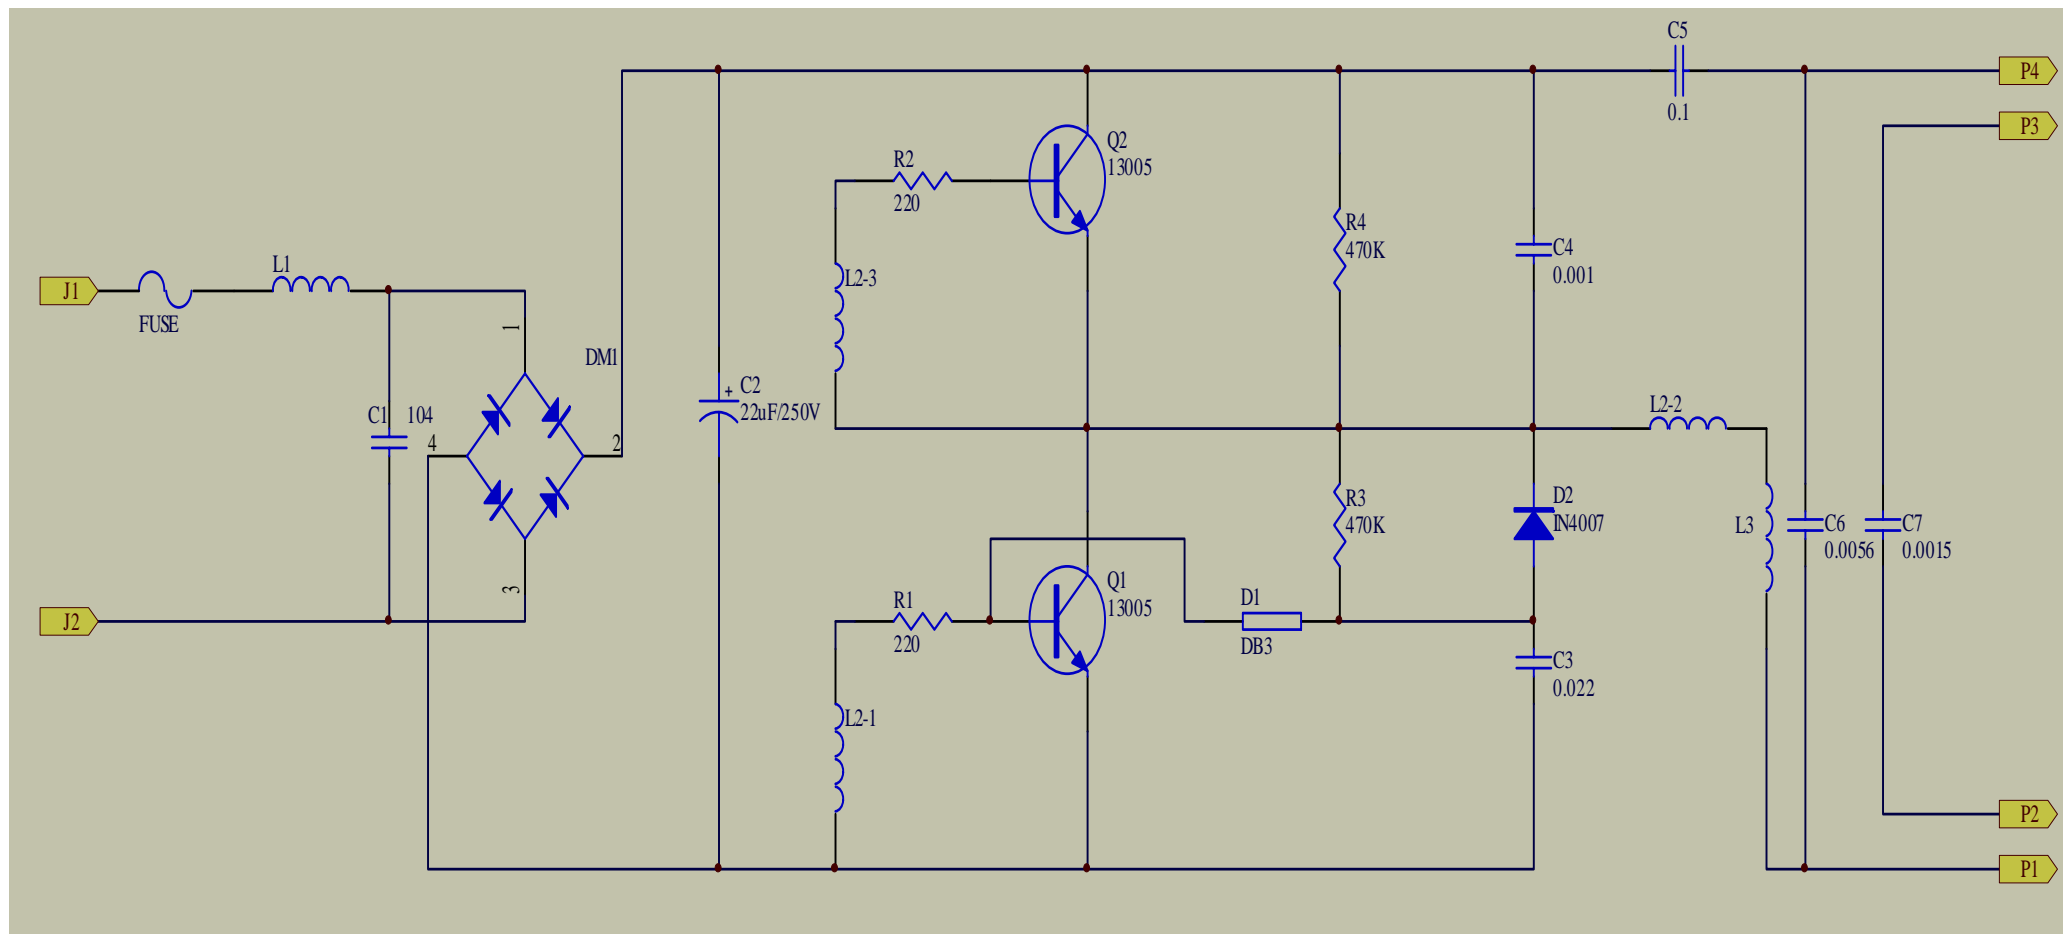 C5
P4
0.1
P3
Q2
13005
R2
220
R4
470K
C4
0.001
L1
L2-3
J1
FUSE
1
DM1
+
C2
22uF/250V
C1
104
4
2
L2-2
R3
470K
D2
IN4007
L3
C6
0.0056
C7
0.0015
3
Q1
13005
R1
220
D1
DB3
J2
C3
0.022
L2-1
P2
P1